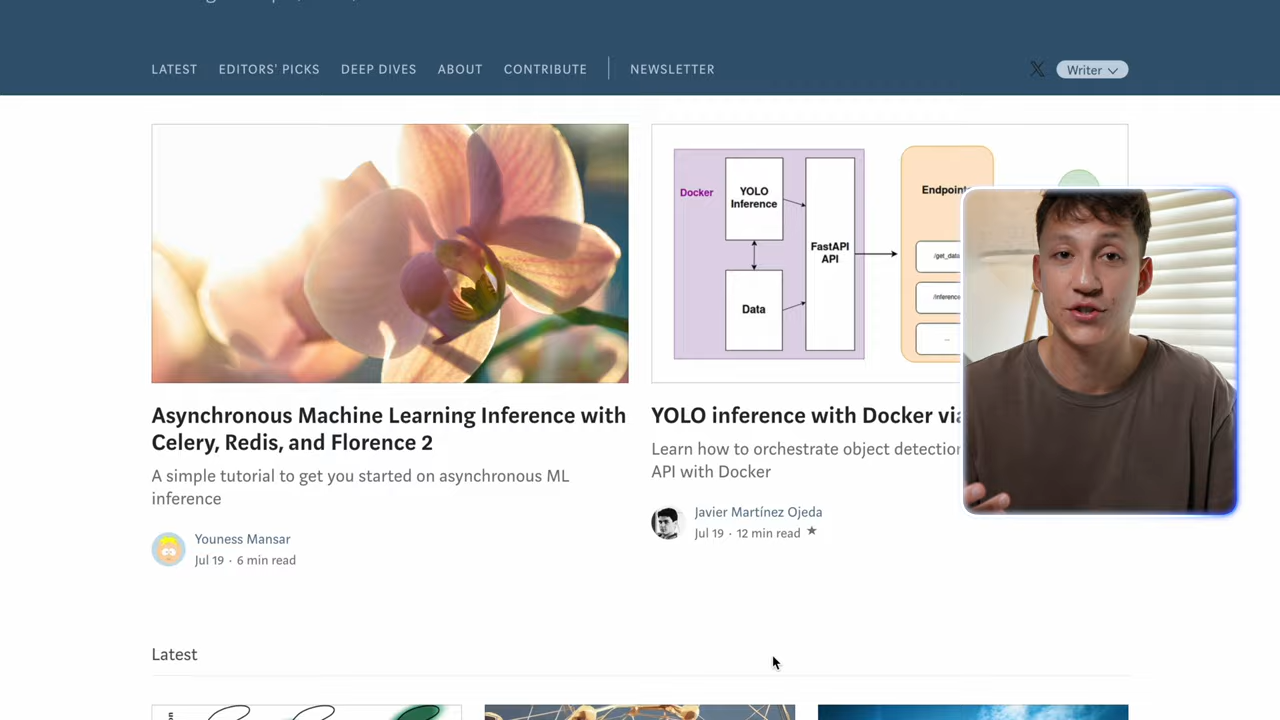 LATEST EDITORS' PICKS DEEP DIVES ABOUT CONTRIBUTE NEWSLETTER Writer
Docker
YOLO
Inference
Data
FastAPI
API
/get_data
/inference
Asynchronous Machine Learning Inference with
Celery, Redis, and Florence 2
A simple tutorial to get you started on asynchronous ML
inference
Youness Mansar
Jul 19 · 6 min read
YOLO inference with Docker via
Learn how to orchestrate object detection
API with Docker
Javier Martínez Ojeda
Jul 19 · 12 min read ★
Latest